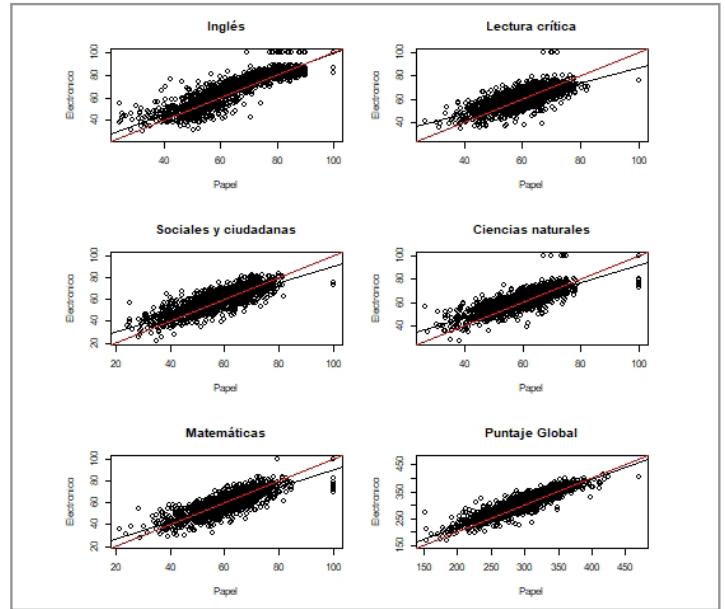 Inglés
Electronico
40 60 80 100
40 60 80 100
Papel
Lectura crítica
Electronico
40 60 80 100
40 60 80 100
Papel
Sociales y ciudadanas
Electronico
20 40 60 80 100
20 40 60 80 100
Papel
Ciencias naturales
Electronico
40 60 80 100
40 60 80 100
Papel
Matemáticas
Electronico
20 40 60 80 100
20 40 60 80 100
Papel
Puntaje Global
Electronico
150 250 350 450
150 200 250 300 350 400 450
Papel